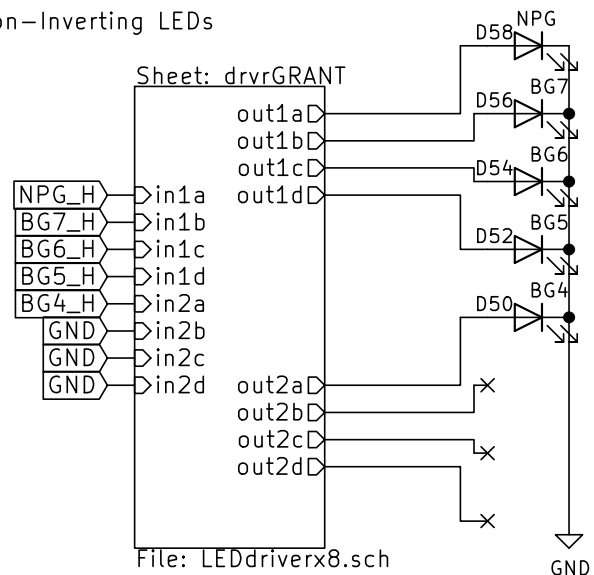 on-Inverting LEDs
Sheet: drvrGRANT
NPG
D58
out1a
BG7
D56
out1b
BG6
D54
out1c
BG5
D52
out1d
NPG_H in1a
BG7_H in1b
BG6_H in1c
BG5_H in1d
BG4_H in2a
GND in2b
GND in2c
GND in2d
BG4
D50
out2a
out2b
out2c
out2d
File: LEDdriverx8.sch
GND